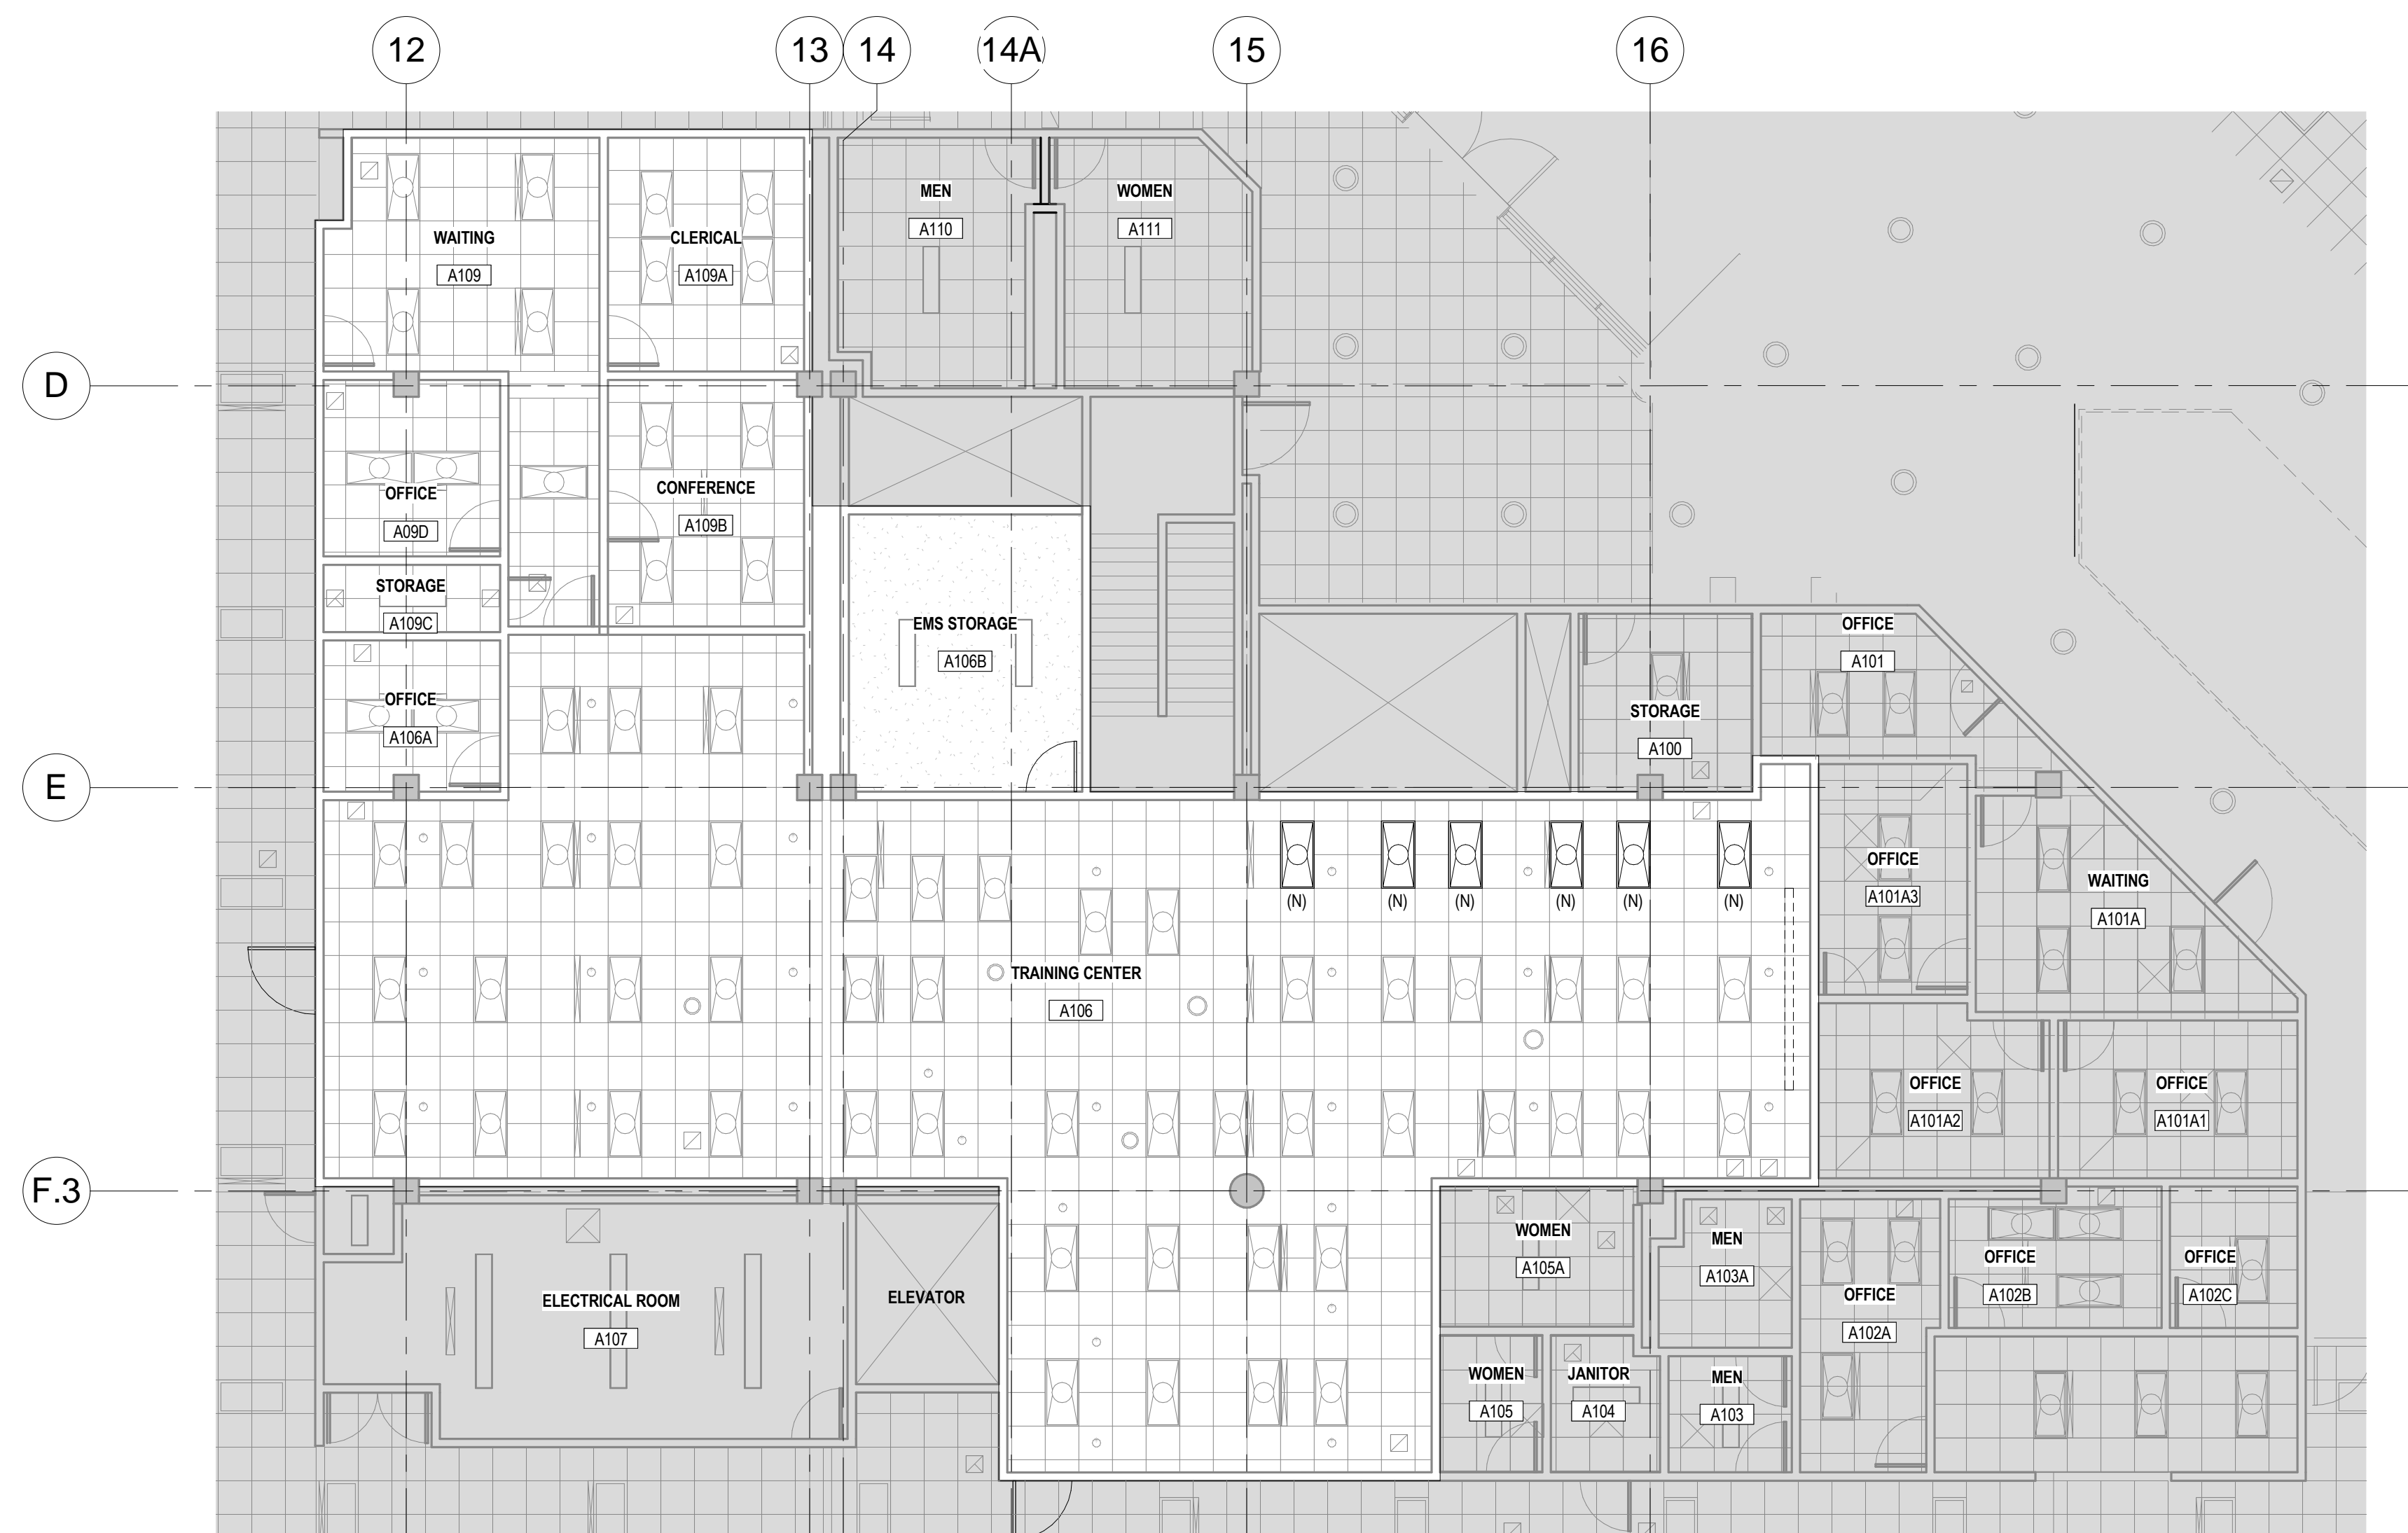 12
13
14
14A
15
16
D
E
F.3
MEN
A110
WOMEN
A111
WAITING
A109
CLERICAL
A109A
OFFICE
A09D
CONFERENCE
A109B
STORAGE
A109C
EMS STORAGE
A106B
OFFICE
A106A
OFFICE
A101
STORAGE
A100
OFFICE
A101A3
WAITING
A101A
(N)
(N)
(N)
(N)
(N)
(N)
TRAINING CENTER
A106
OFFICE
A101A2
OFFICE
A101A1
WOMEN
A105A
MEN
A103A
OFFICE
A102B
OFFICE
A102C
ELECTRICAL ROOM
A107
ELEVATOR
OFFICE
A102A
WOMEN
A105
JANITOR
A104
MEN
A103